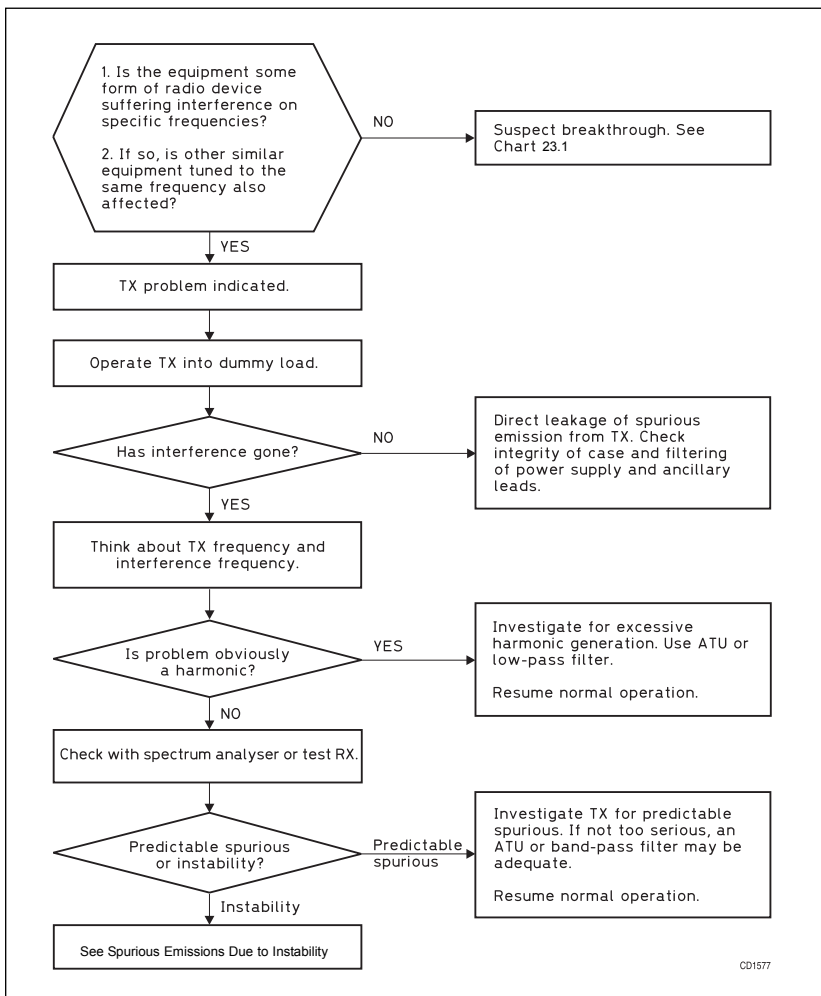 1. Is the equipment some
form of radio device
suffering interference on
specific frequencies?
2. If so, is other similar
equipment tuned to the
same frequency also
affected?
NO
Suspect breakthrough. See
Chart 23.1
YES
TX problem indicated.
Operate TX into dummy load.
Has interference gone?
NO
Direct leakage of spurious
emission from TX. Check
integrity of case and filtering
of power supply and ancillary
leads.
YES
Think about TX frequency and
interference frequency.
Is problem obviously
a harmonic?
YES
Investigate for excessive
harmonic generation. Use ATU or
low-pass filter.
Resume normal operation.
NO
Check with spectrum analyser or test RX.
Predictable spurious
or instability?
Predictable
spurious
Investigate TX for predictable
spurious. If not too serious, an
ATU or band-pass filter may be
adequate.
Resume normal operation.
Instability
See Spurious Emissions Due to Instability
CD1577